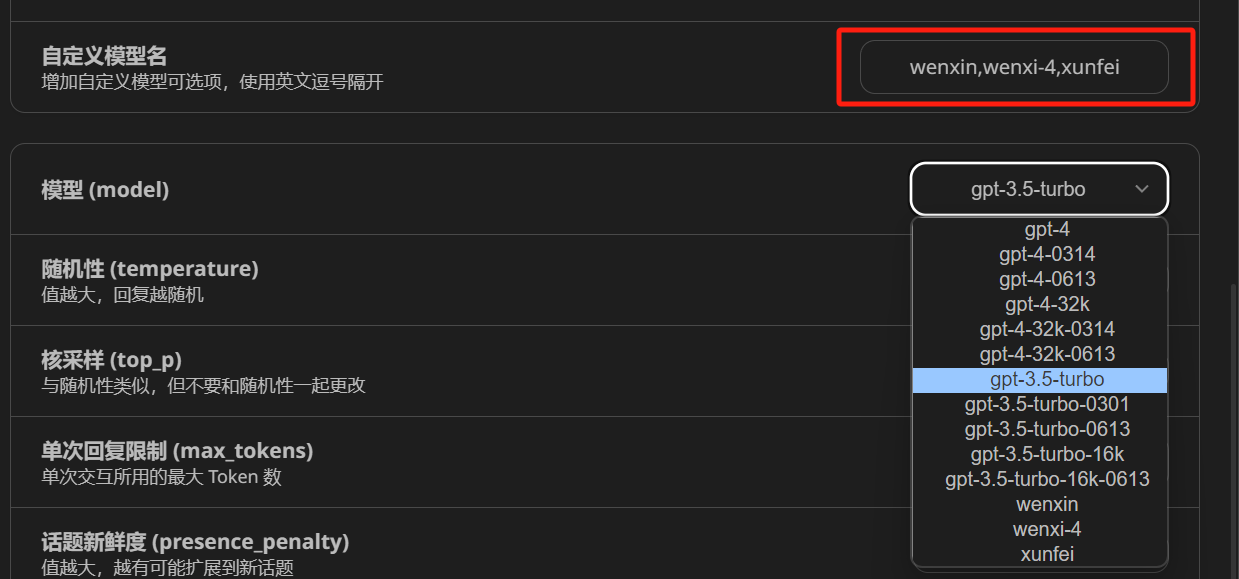 自定义模型名
增加自定义模型可选项，使用英文逗号隔开
wenxin,wenxi-4,xunfei
模型 (model)
gpt-3.5-turbo
gpt-4
gpt-4-0314
gpt-4-0613
gpt-4-32k
gpt-4-32k-0314
gpt-4-32k-0613
gpt-3.5-turbo
gpt-3.5-turbo-0301
gpt-3.5-turbo-0613
gpt-3.5-turbo-16k
gpt-3.5-turbo-16k-0613
wenxin
wenxi-4
xunfei
随机性 (temperature)
值越大，回复越随机
核采样 (top_p)
与随机性类似，但不要和随机性一起更改
单次回复限制 (max_tokens)
单次交互所用的最大 Token 数
话题新鲜度 (presence_penalty)
值越大，越有可能扩展到新话题